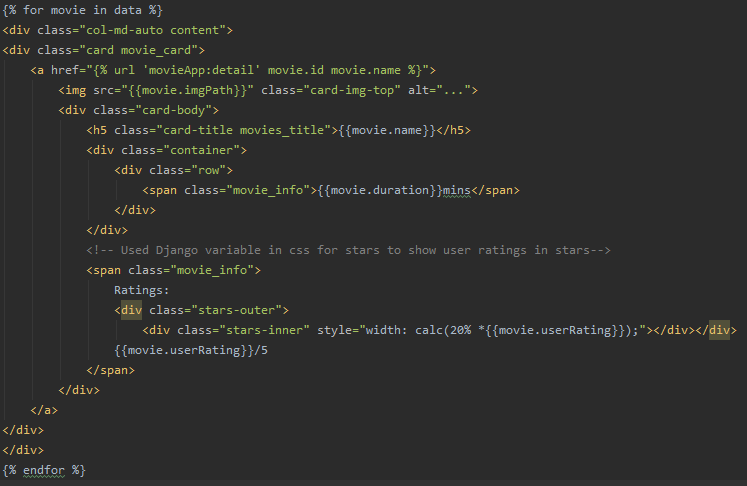 {% for movie in data %}
<div class="col-md-auto content">
<div class="card movie_card">
<a href="{% url 'movieApp:detail' movie.id movie.name %}">
<img src="{{movie.imgPath}}" class="card-img-top" alt="...">
<div class="card-body">
<h5 class="card-title movies_title">{{movie.name}}</h5>
<div class="container">
<div class="row">
<span class="movie_info">{{movie.duration}}mins</span>
</div>
</div>
<!-- Used Django variable in css for stars to show user ratings in stars-->
<span class="movie_info">
Ratings:
<div class="stars-outer">
<div class="stars-inner" style="width: calc(20% *{{movie.userRating}});"></div></div>
{{movie.userRating}}/5
</span>
</div>
</a>
</div>
</div>
{% endfor %}